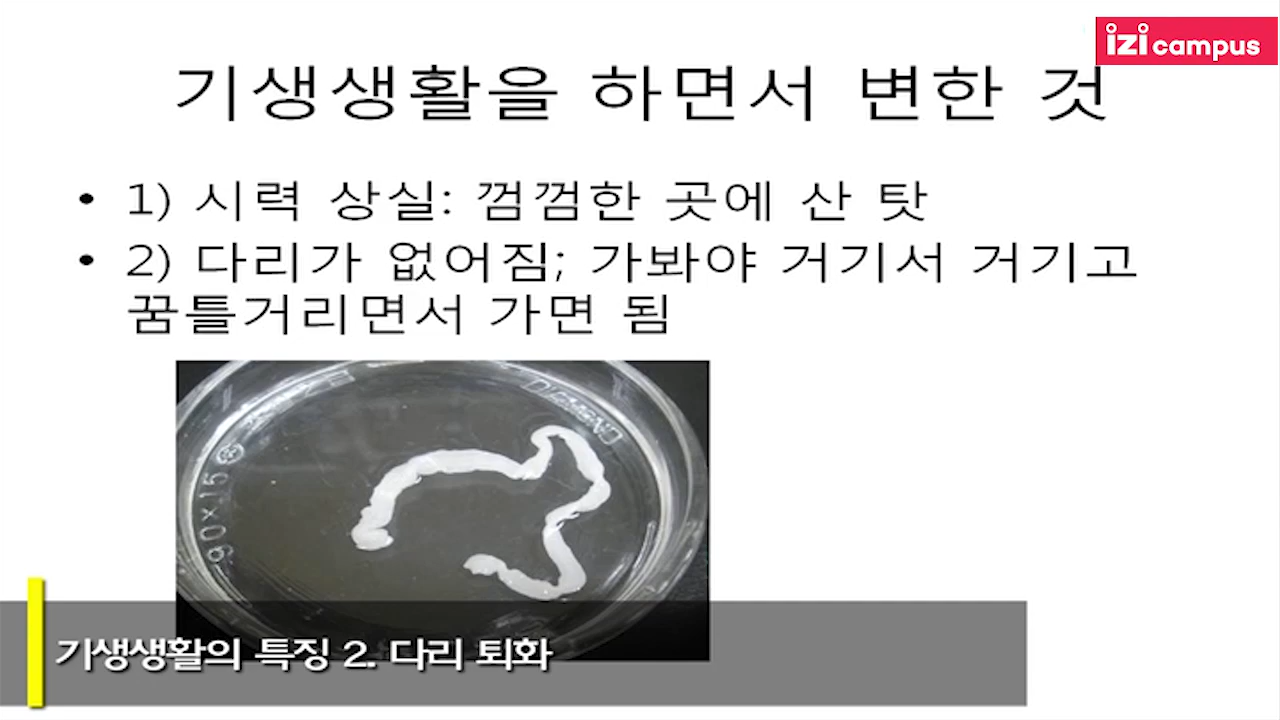 izi campus
기생생활을 하면서 변한 것
• 1) 시력 상실: 껌껌한 곳에 산 탓
• 2) 다리가 없어짐; 가봐야 거기서 거기고
꿈틀거리면서 가면 됨
90×15
기생생활의 특징 2. 다리 퇴화